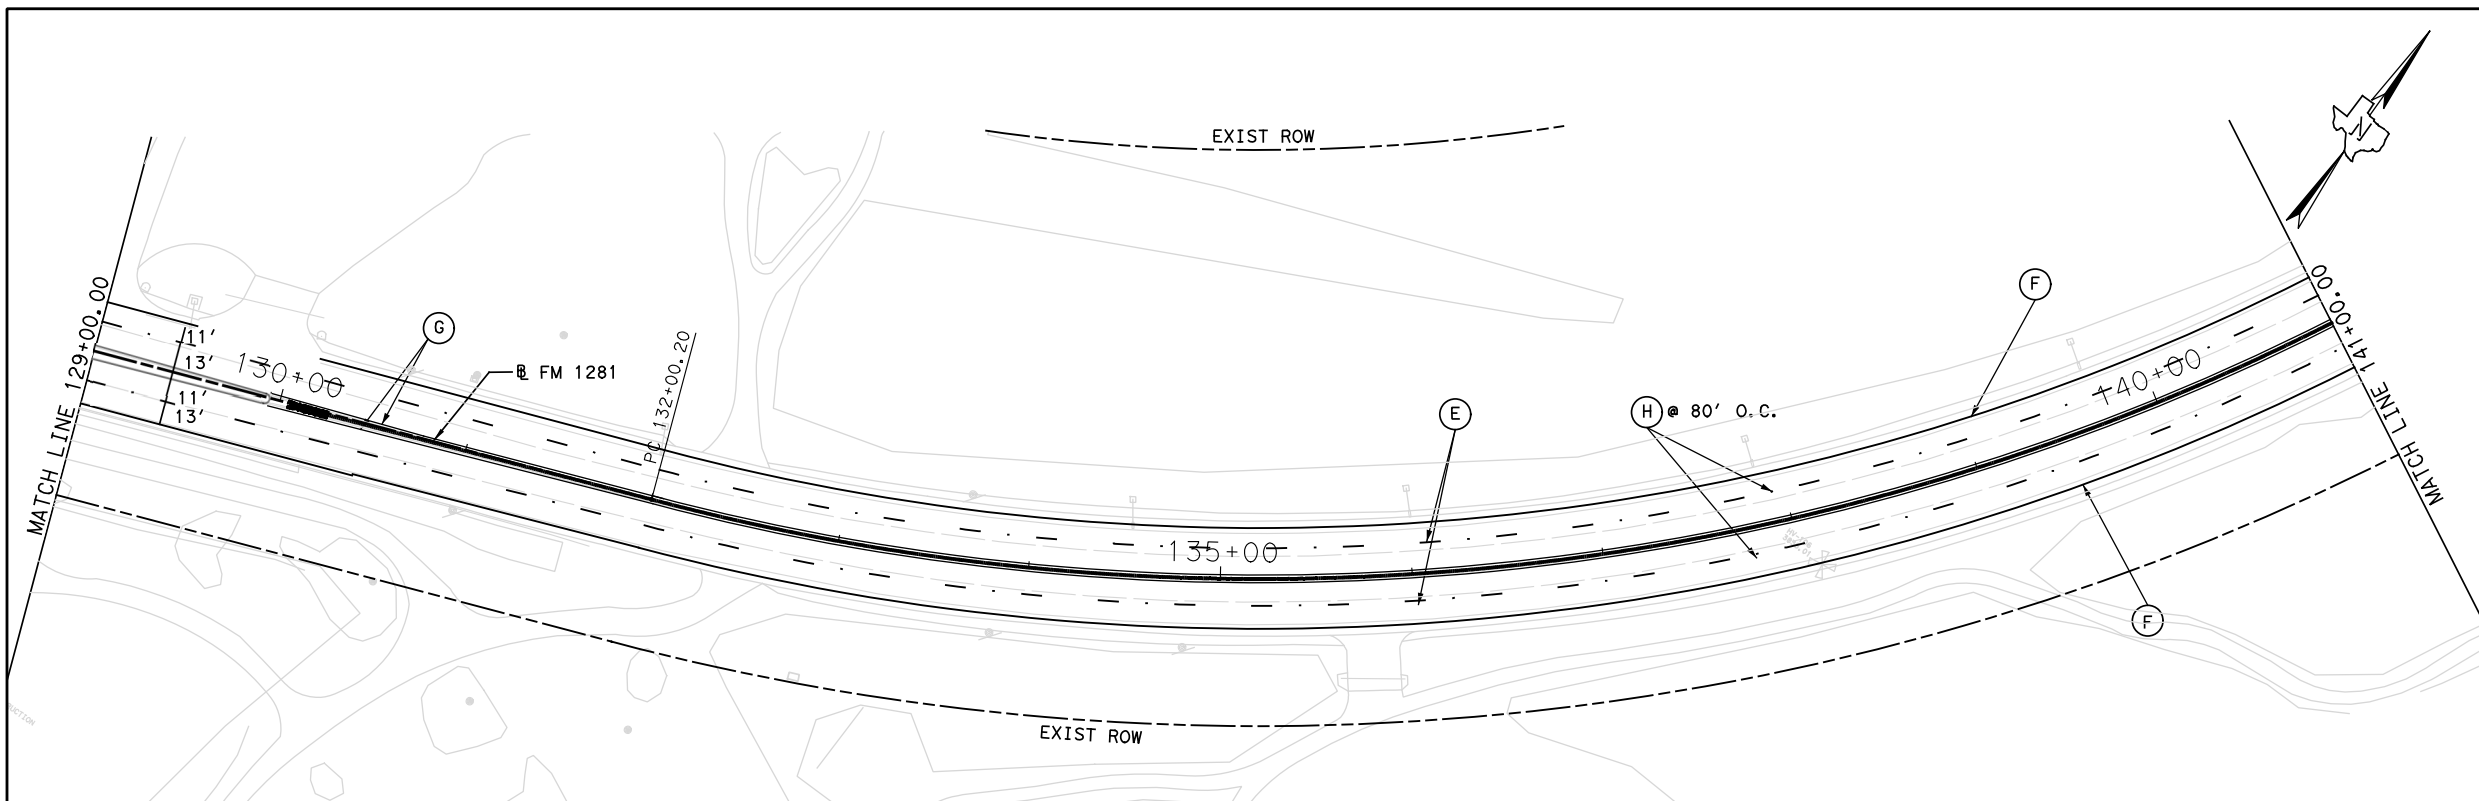 EXIST ROW
N
MATCH LINE 129+00.00
11'
13'
11'
13'
130+00
G
BL FM 1281
PC 132+00.20
E
H @ 80' O.C.
F
140+00
MATCH LINE 141+00.00
135+00
F
EXIST ROW